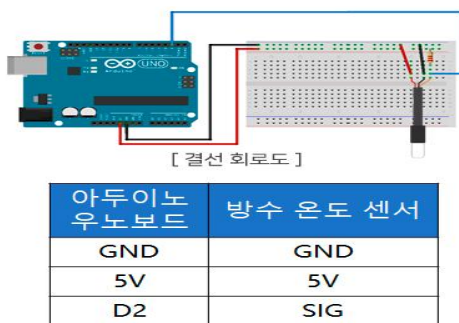 UNO
[ 결선 회로도 ]
아두이노 우노보드
방수 온도 센서
GND
GND
5V
5V
D2
SIG